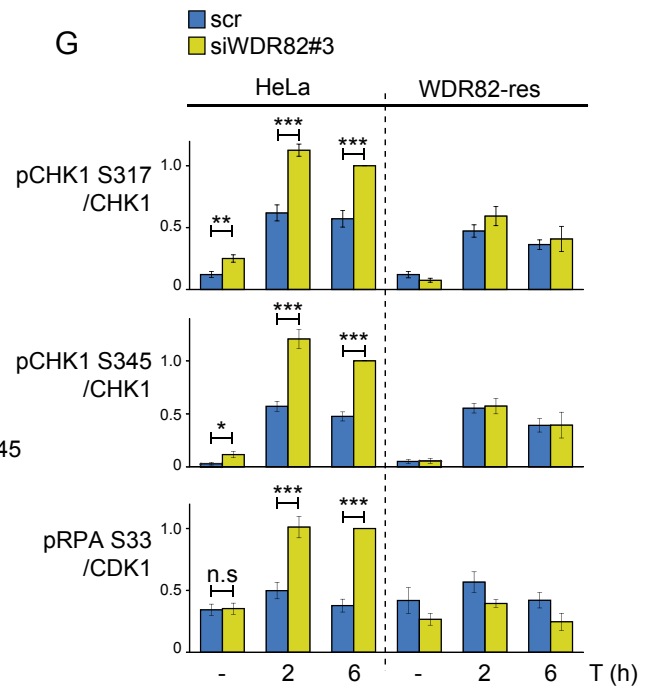 G
scr
siWDR82#3
HeLa WDR82-res
pCHK1 S317
/CHK1
1.0
0.5
0
**
***
***
pCHK1 S345
/CHK1
1.0
0.5
0
*
***
***
45
pRPA S33
/CDK1
1.0
0.5
0
n.s
***
***
- 2 6 - 2 6 T (h)